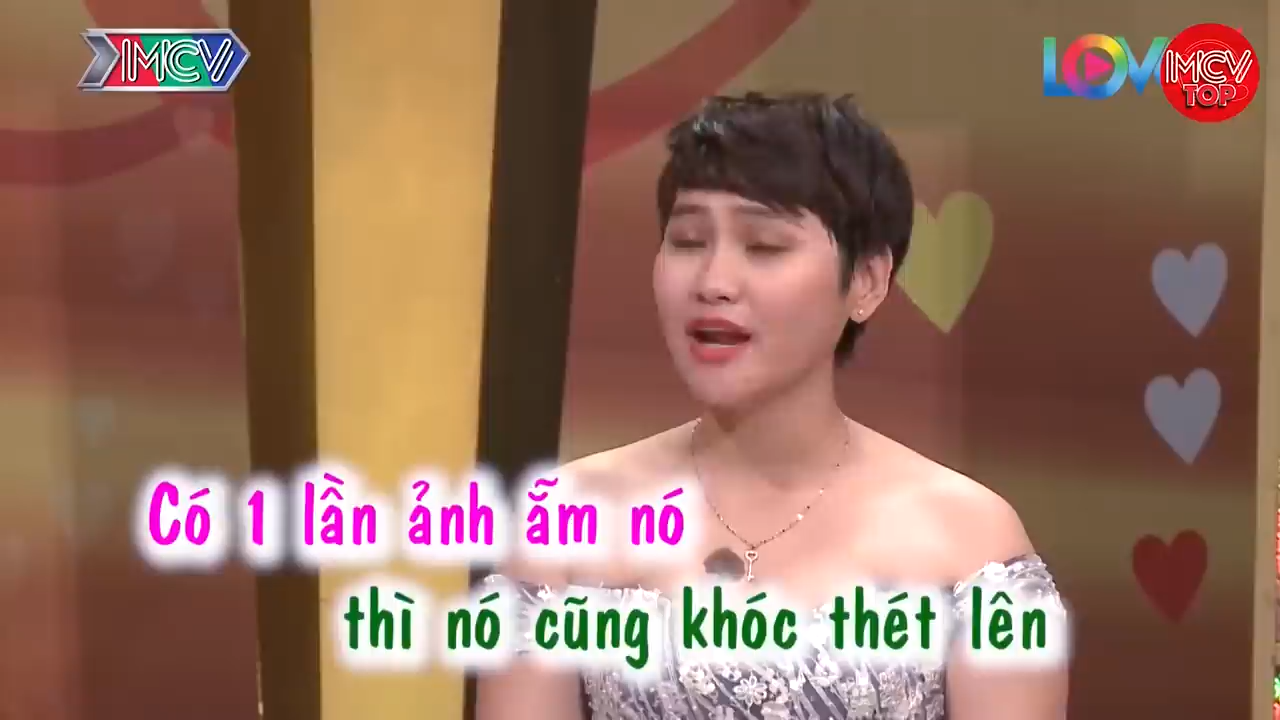 IMCV
LOV
IMCV
TOP
Có 1 lần ảnh ẵm nó
thì nó cũng khóc thét lên